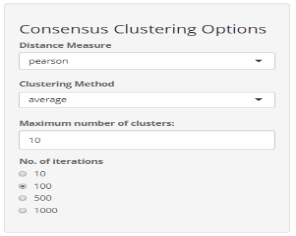 Consensus Clustering Options
Distance Measure
pearson
Clustering Method
average
Maximum number of clusters:
10
No. of iterations
10
100
500
1000